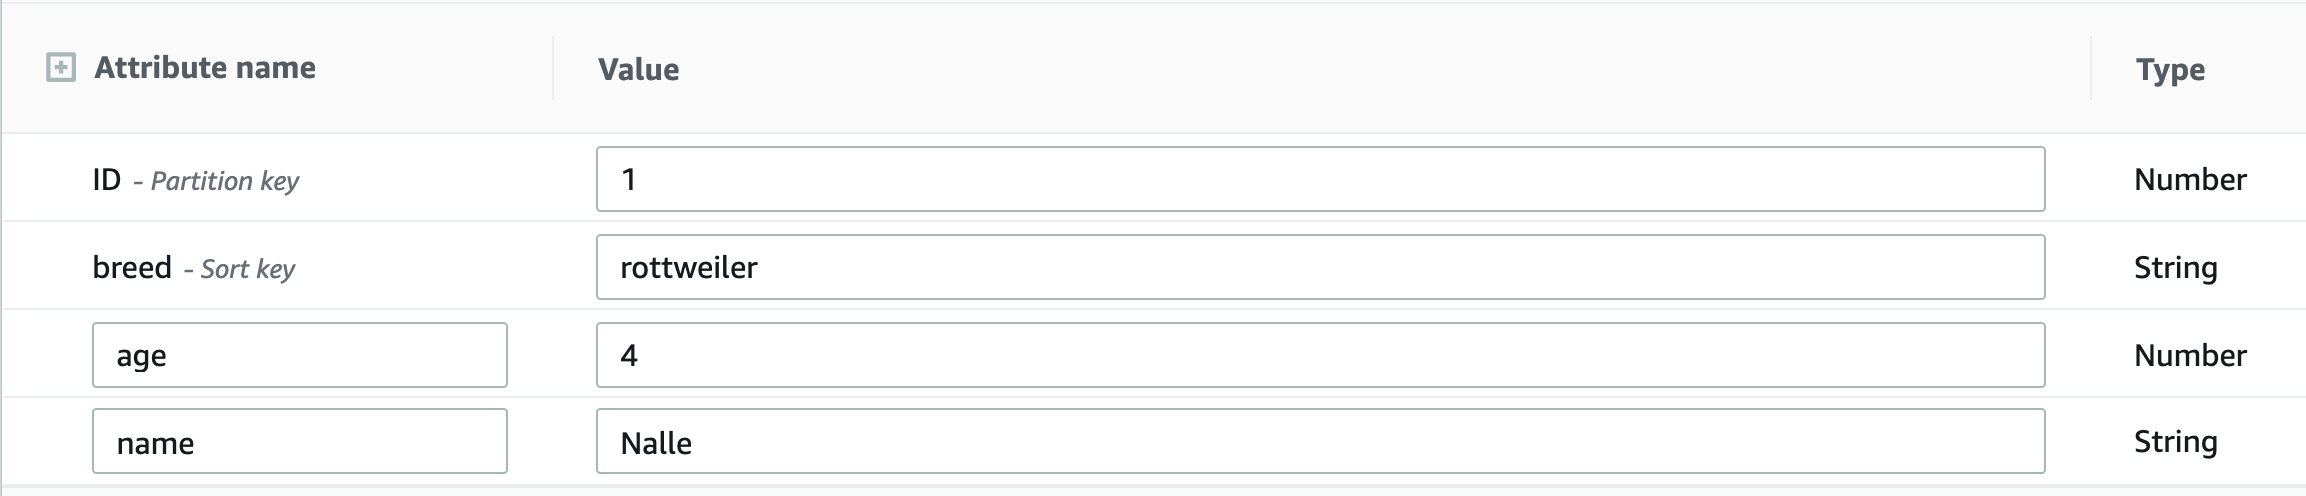 Attribute name Value Type
ID - Partition key 1 Number
breed - Sort key rottweiler String
age 4 Number
name Nalle String